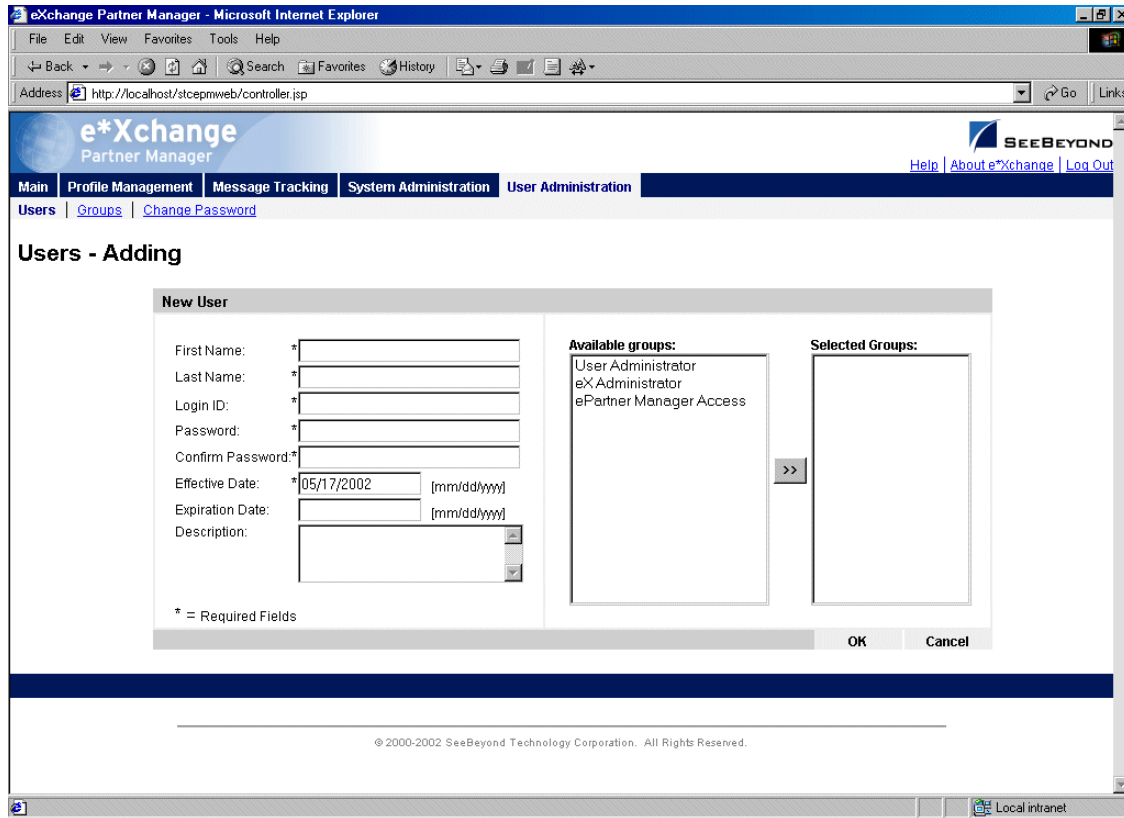 eXchange Partner Manager - Microsoft Internet Explorer
File Edit View Favorites Tools Help
Back Search Favorites History
Address http://localhost/stcepmweb/controller.jsp Go Links
e*Xchange
Partner Manager
SEEBEYOND
Help | About e*Xchange | Log Out
Main Profile Management Message Tracking System Administration User Administration
Users | Groups | Change Password
Users - Adding
New User
First Name: *
Last Name: *
Login ID: *
Password: *
Confirm Password:*
Effective Date: * 05/17/2002 [mm/dd/yyyy]
Expiration Date: [mm/dd/yyyy]
Description:
* = Required Fields
Available groups:
User Administrator
eX Administrator
ePartner Manager Access
>>
Selected Groups:
OK Cancel
© 2000-2002 SeeBeyond Technology Corporation. All Rights Reserved.
Local intranet